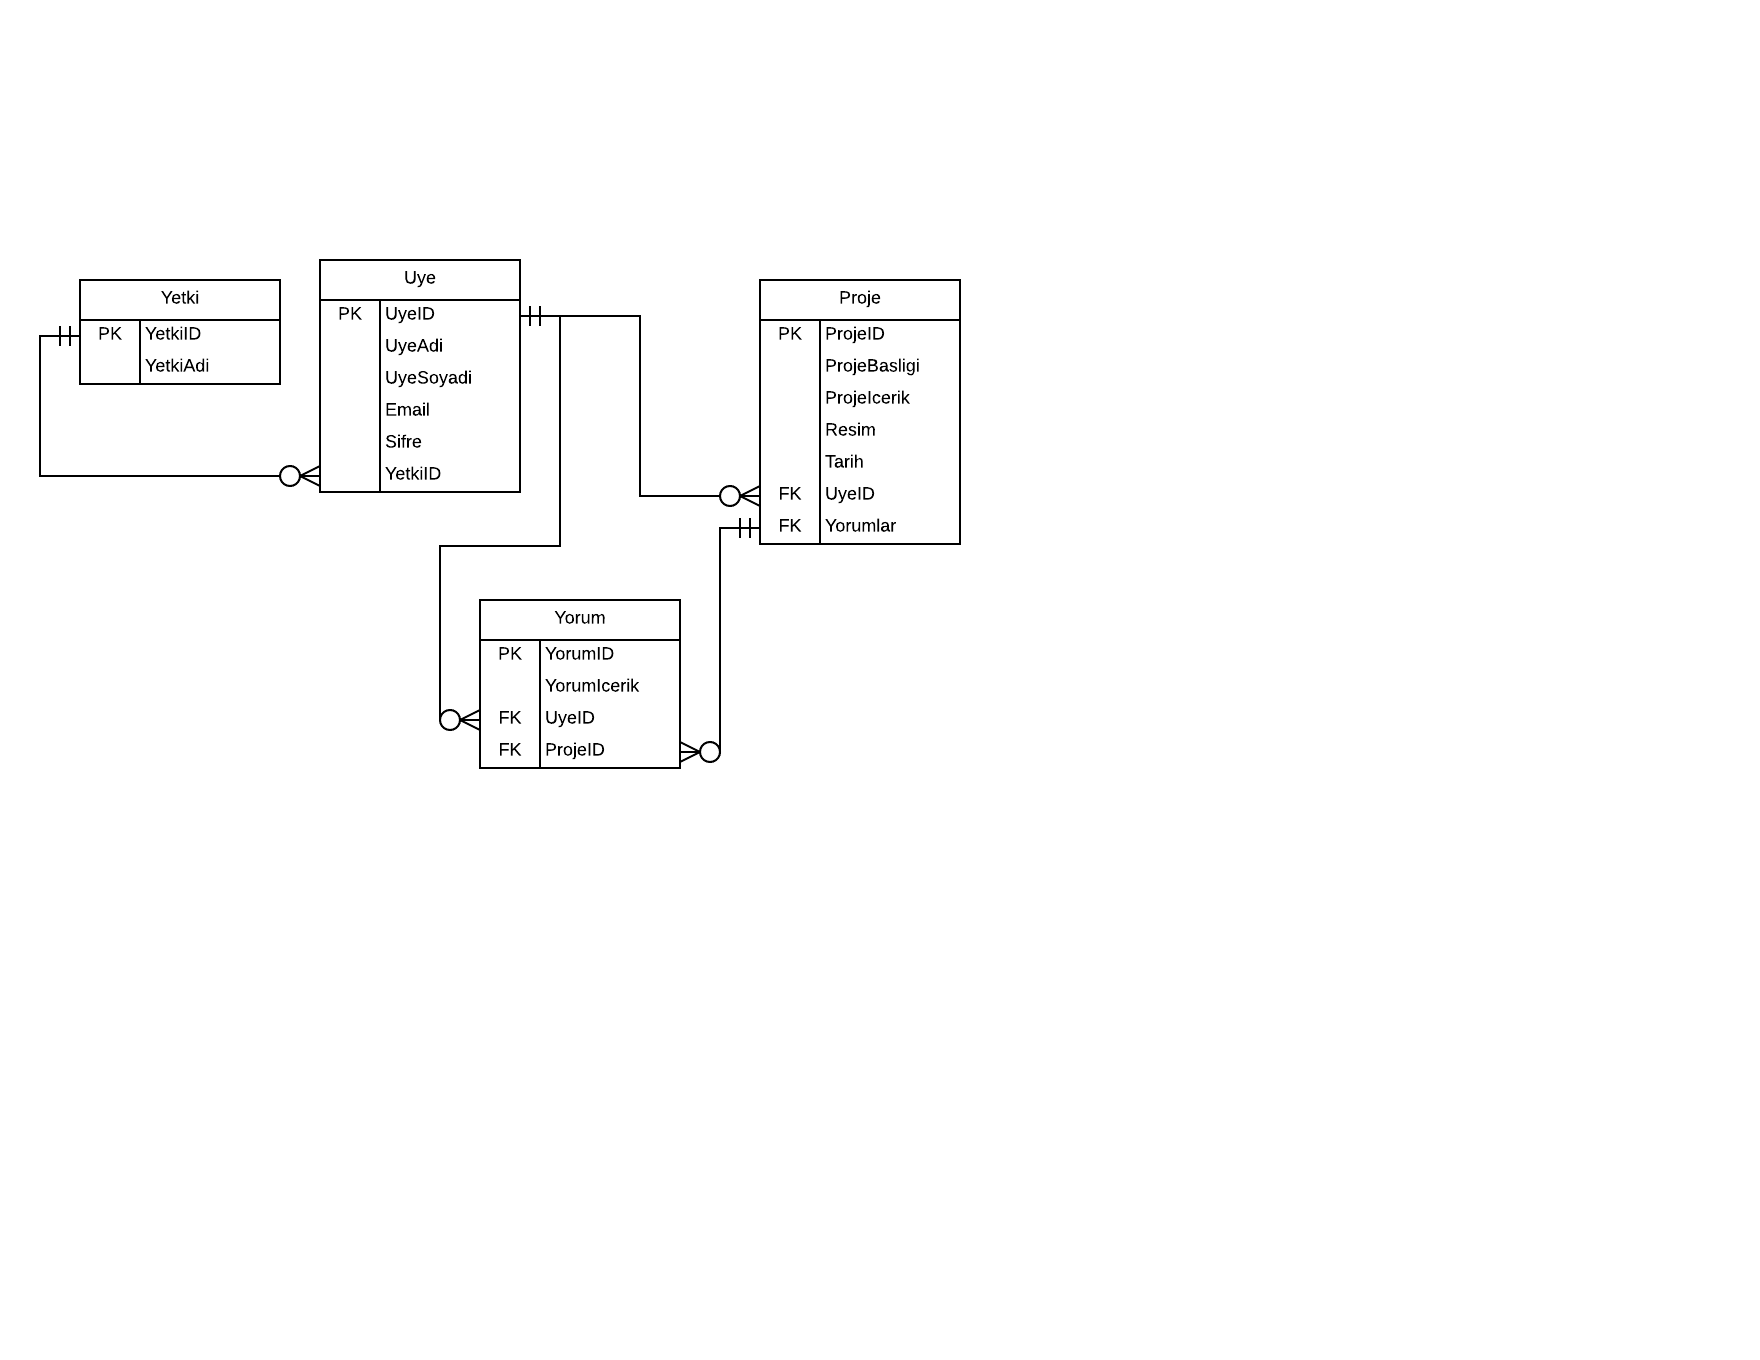 Yetki
PK YetkiID
YetkiAdi
Uye
PK UyeID
UyeAdi
UyeSoyadi
Email
Sifre
YetkiID
Proje
PK ProjeID
ProjeBasligi
ProjeIcerik
Resim
Tarih
FK UyeID
FK Yorumlar
Yorum
PK YorumID
YorumIcerik
FK UyeID
FK ProjeID